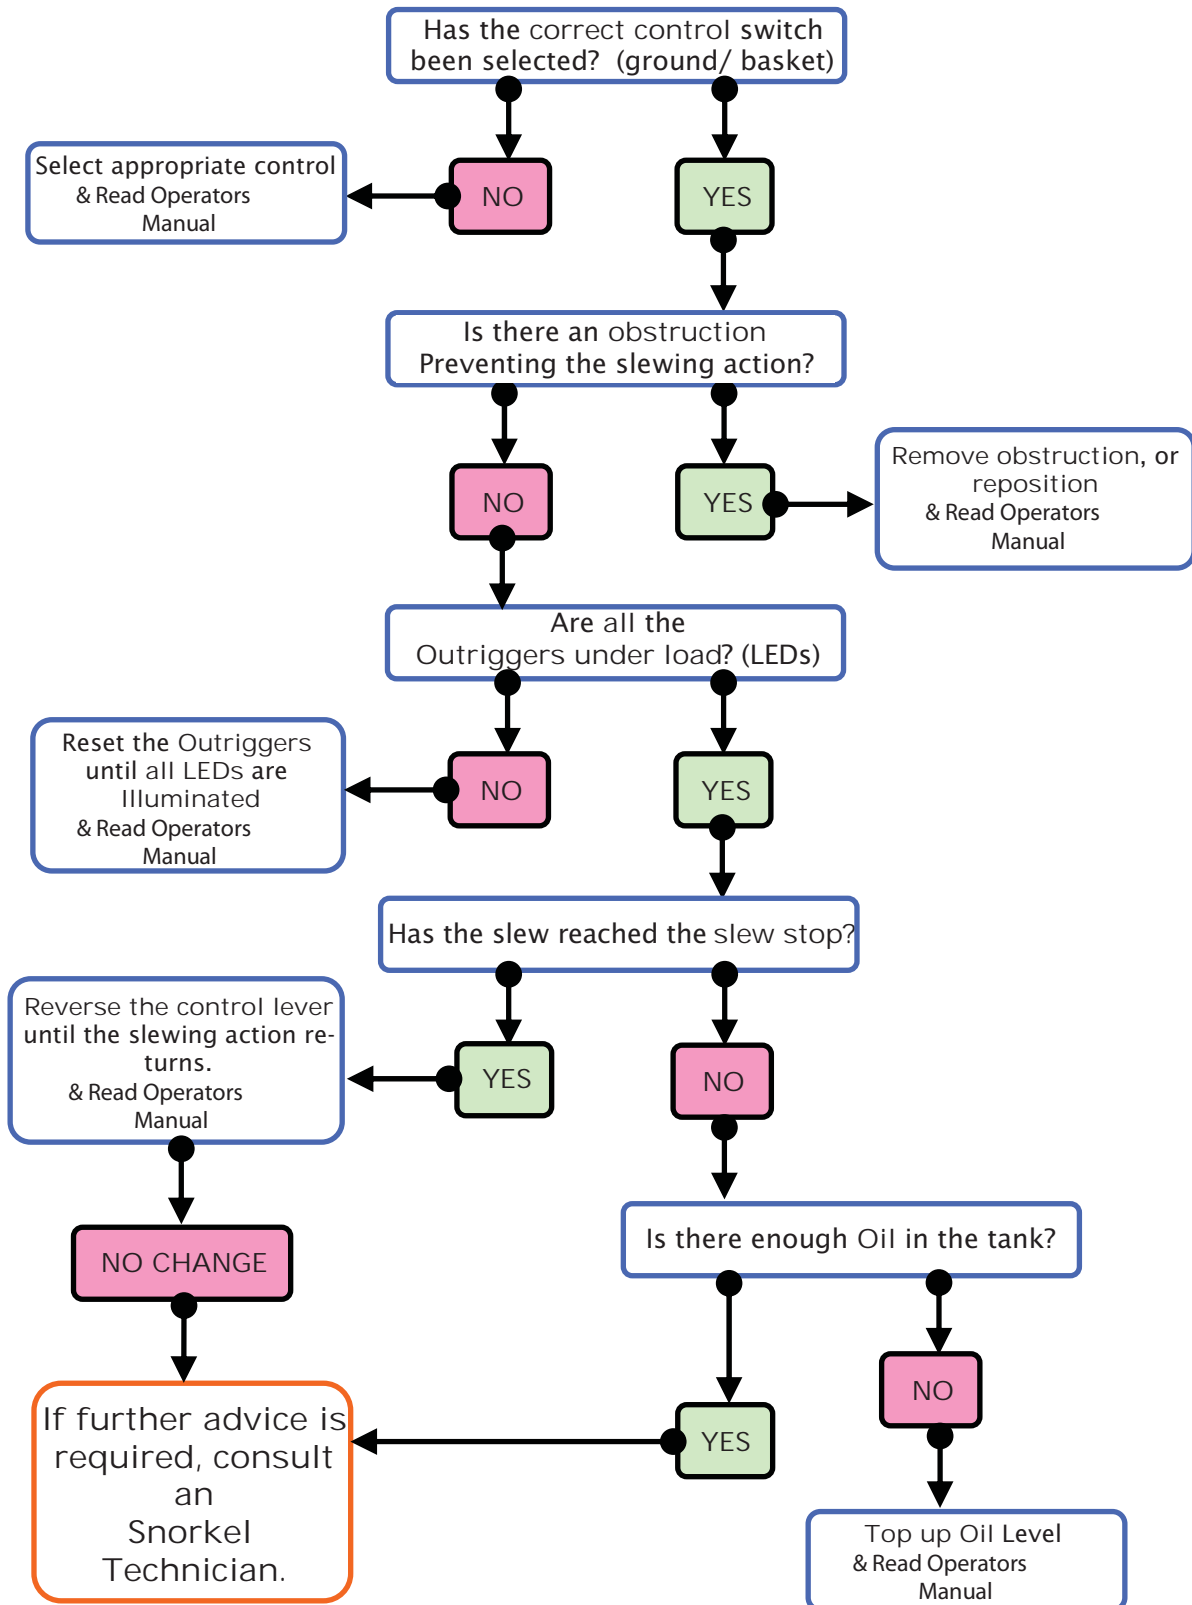 Has the correct control switch
been selected? (ground/ basket)
NO
YES
Select appropriate control
& Read Operators
Manual
Is there an obstruction
Preventing the slewing action?
NO
YES
Remove obstruction, or
reposition
& Read Operators
Manual
Are all the
Outriggers under load? (LEDs)
NO
YES
Reset the Outriggers
until all LEDs are
Illuminated
& Read Operators
Manual
Has the slew reached the slew stop?
YES
NO
Reverse the control lever
until the slewing action re-
turns.
& Read Operators
Manual
NO CHANGE
Is there enough Oil in the tank?
YES
NO
If further advice is
required, consult
an
Snorkel
Technician.
Top up Oil Level
& Read Operators
Manual